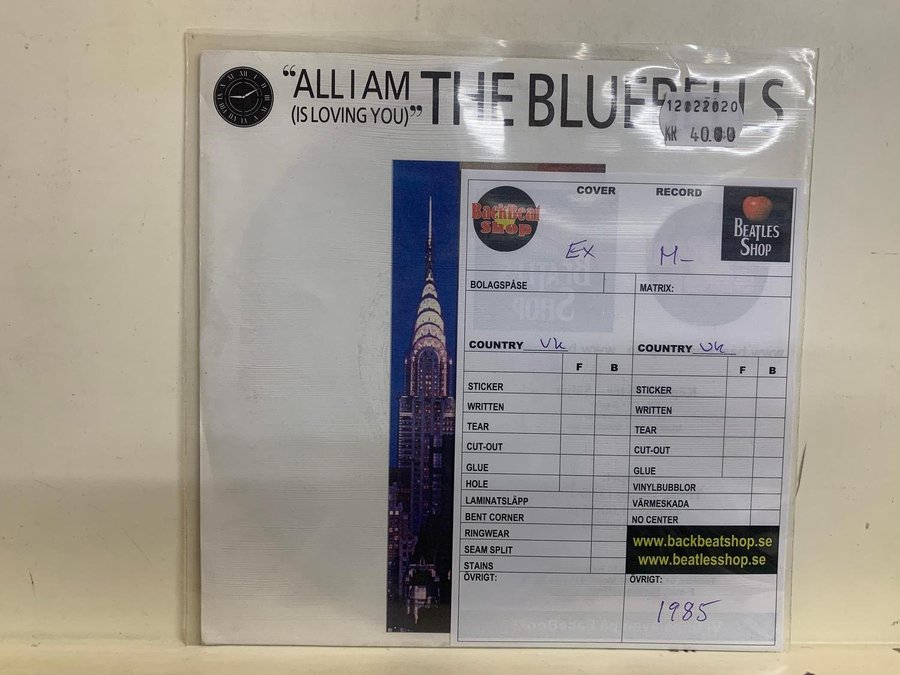 "ALL I AM THE BLUEBELLS
(IS LOVING YOU)"
12 22020
KR 40.00
COVER RECORD
BackBeat
Shop
BEATLES
SHOP
Ex M-
BOLAGSPÅSE MATRIX:
COUNTRY UK COUNTRY UK
F B F B
STICKER STICKER
WRITTEN WRITTEN
TEAR TEAR
CUT-OUT CUT-OUT
GLUE GLUE
HOLE VINYLBUBBLOR
LAMINATSLÄPP VÄRMESKADA
BENT CORNER NO CENTER
RINGWEAR
SEAM SPLIT
STAINS
www.backbeatshop.se
www.beatlesshop.se
ÖVRIGT: ÖVRIGT:
1985